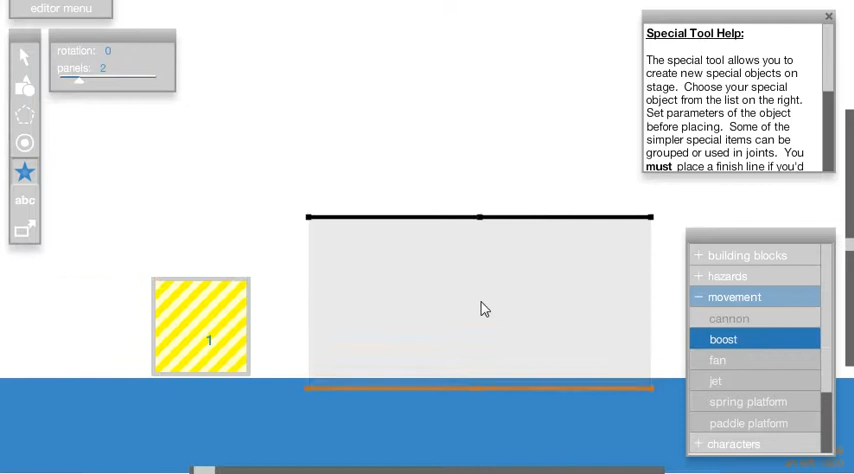 editor menu
rotation: 0
panels: 2
abc
Special Tool Help:
The special tool allows you to
create new special objects on
stage. Choose your special
object from the list on the right.
Set parameters of the object
before placing. Some of the
simpler special items can be
grouped or used in joints. You
must place a finish line if you'd
1
+ building blocks
+ hazards
– movement
cannon
boost
fan
jet
spring platform
paddle platform
+ characters